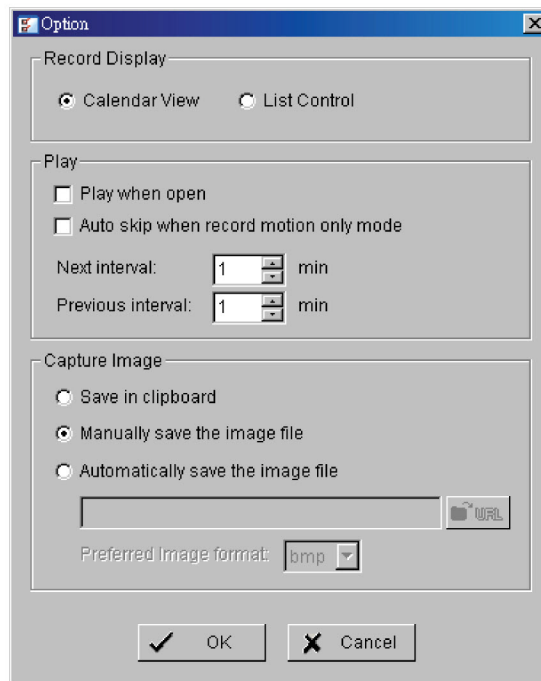 Option
Record Display
Calendar View List Control
Play
Play when open
Auto skip when record motion only mode
Next interval: 1 min
Previous interval: 1 min
Capture Image
Save in clipboard
Manually save the image file
Automatically save the image file
URL
Preferred Image format: bmp
OK Cancel